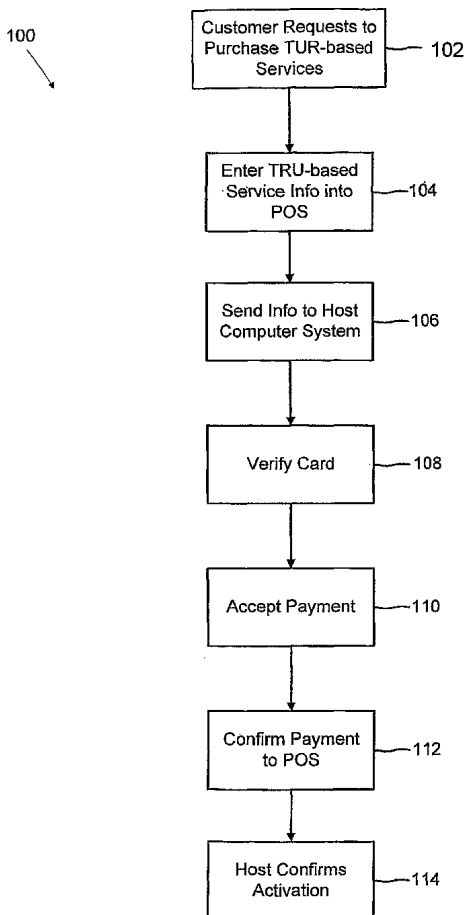 100
Customer Requests to
Purchase TUR-based
Services
102
Enter TRU-based
Service Info into
POS
104
Send Info to Host
Computer System
106
Verify Card
108
Accept Payment
110
Confirm Payment
to POS
112
Host Confirms
Activation
114